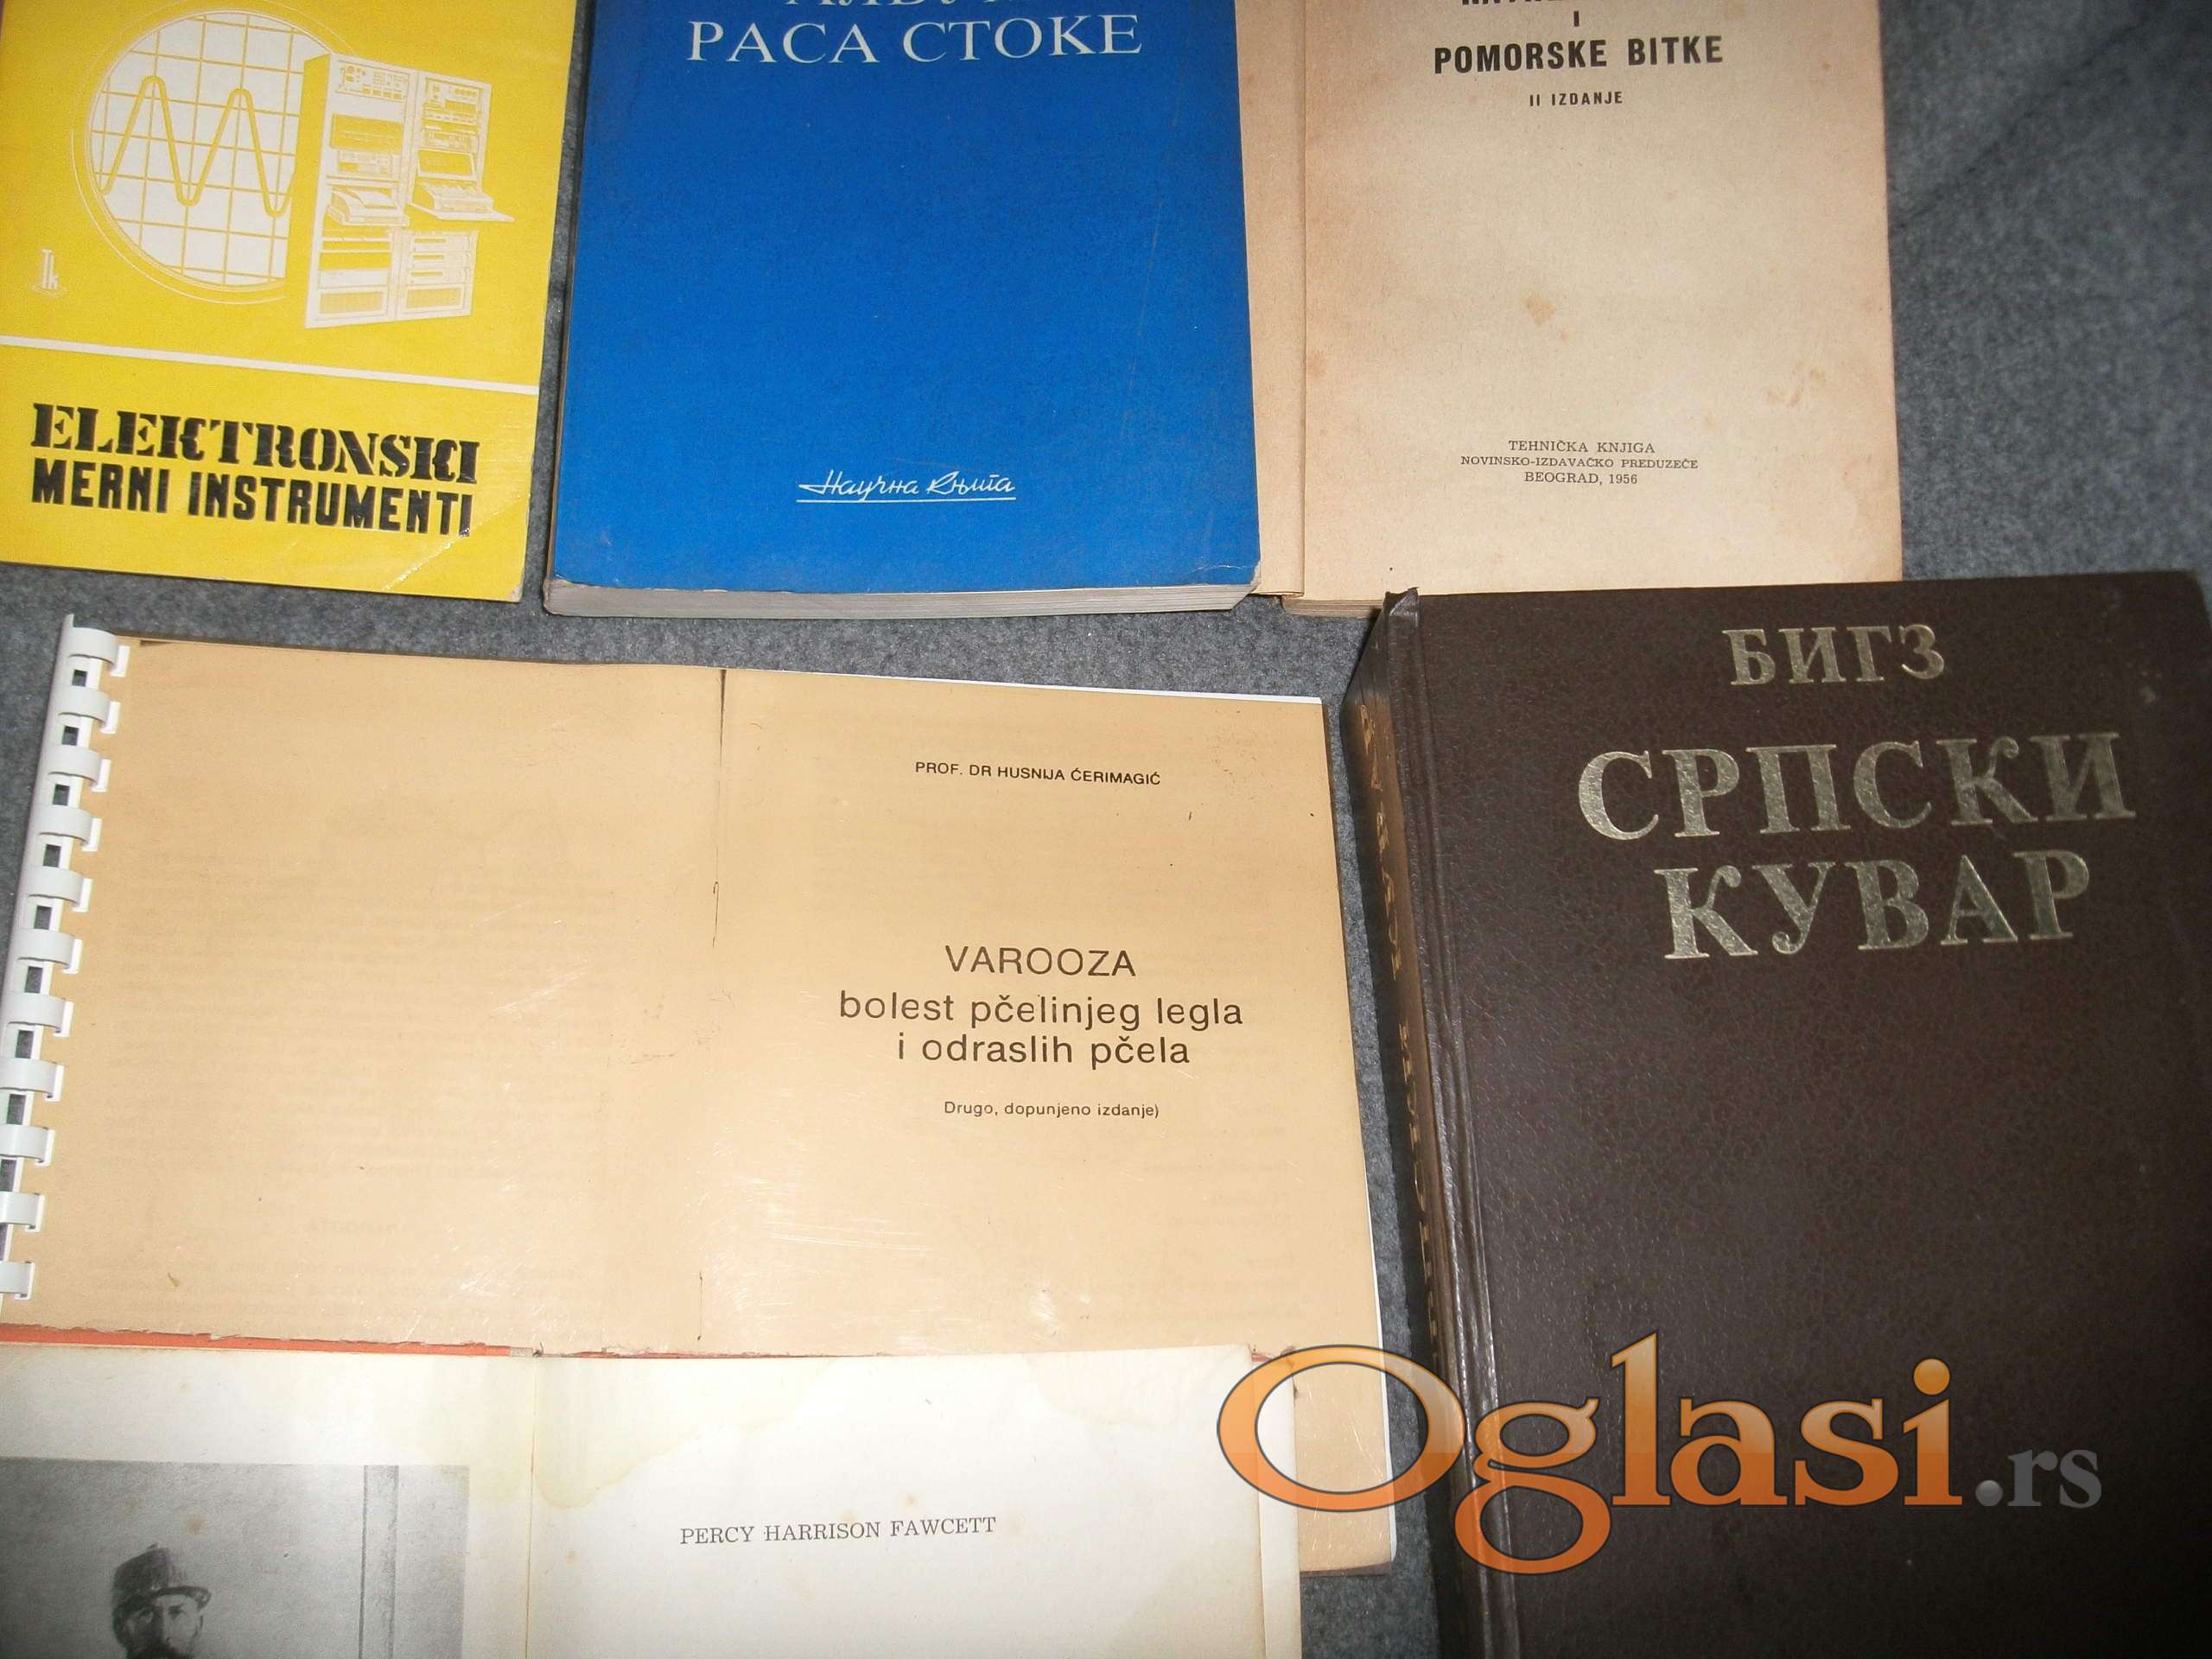 Tk
ELEKTRONSKI
MERNI INSTRUMENTI
РАСА СТОКЕ
Научна Књига
I
POMORSKE BITKE
II IZDANJE
TEHNIČKA KNJIGA
NOVINSKO-IZDAVAČKO PREDUZEĆE
BEOGRAD, 1956
PROF. DR HUSNIJA ĆERIMAGIĆ
VAROOZA
bolest pčelinjeg legla
i odraslih pčela
Drugo, dopunjeno izdanje)
БИГЗ
СРПСКИ
КУВАР
PERCY HARRISON FAWCETT
Oglasi.rs